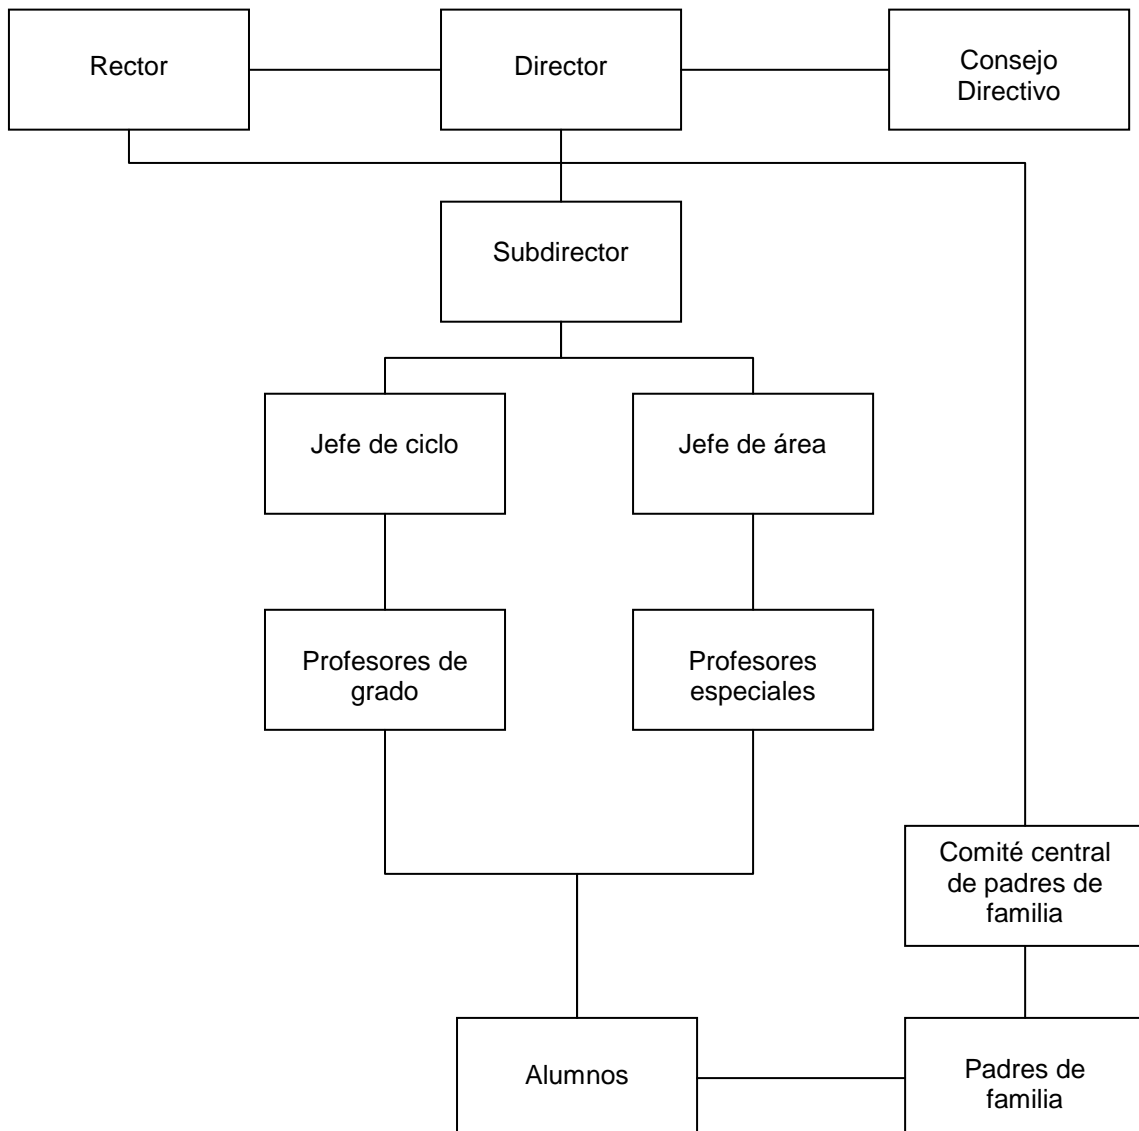 Rector
Director
Consejo
Directivo
Subdirector
Jefe de ciclo
Jefe de área
Profesores de
grado
Profesores
especiales
Comité central
de padres de
familia
Alumnos
Padres de
familia